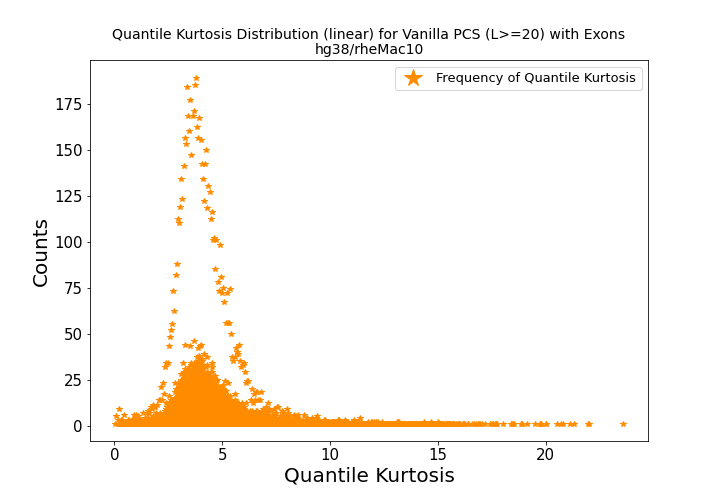 Quantile Kurtosis Distribution (linear) for Vanilla PCS (L>=20) with Exons
hg38/rheMac10
Frequency of Quantile Kurtosis
175
150
125
100
75
50
25
0
Counts
0 5 10 15 20
Quantile Kurtosis